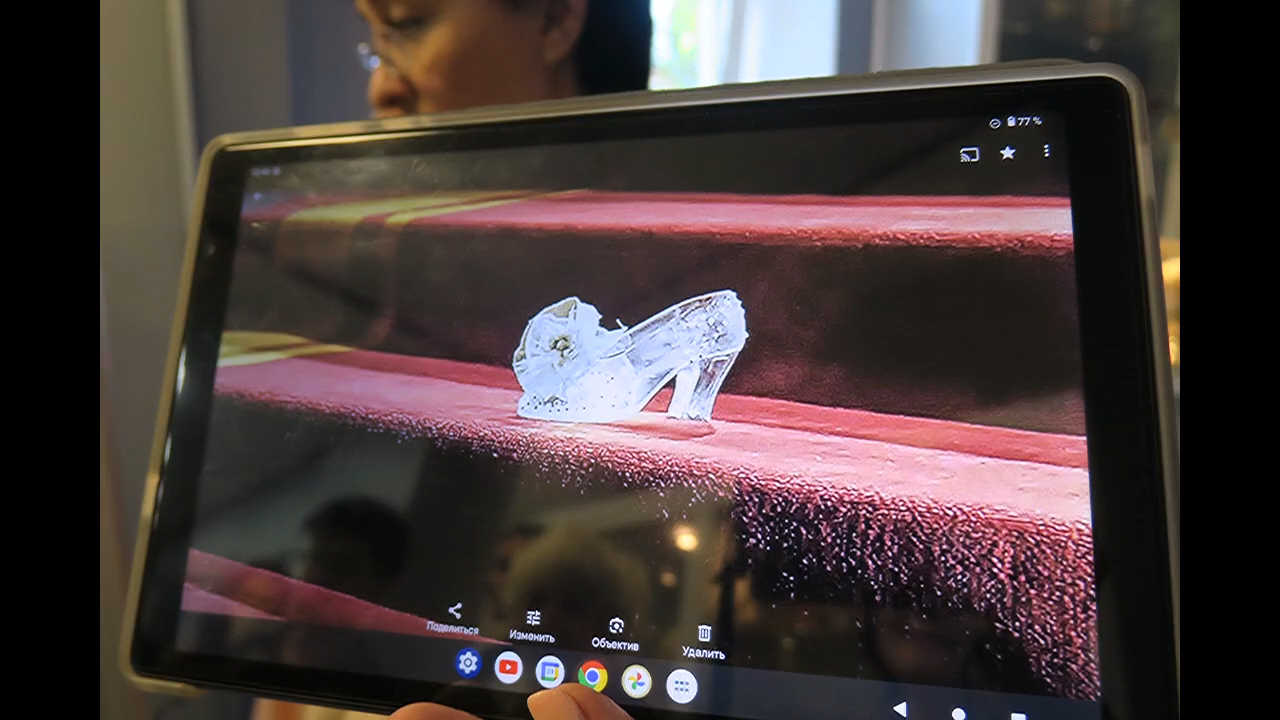 77%
Поделиться
Изменить
Объектив
Удалить